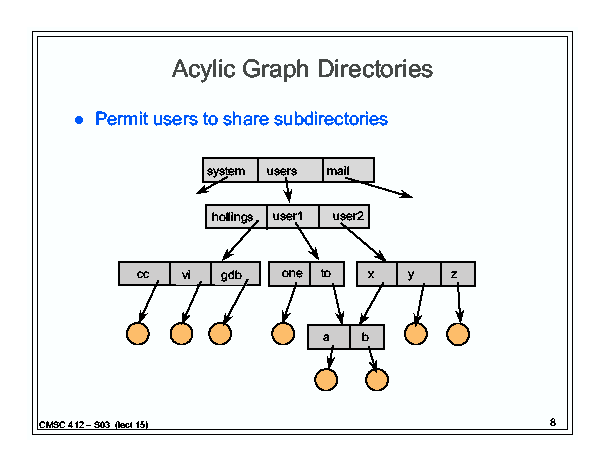 Acylic Graph Directories
● Permit users to share subdirectories
system users mail
hollings user1 user2
cc vi gdb one to x y z
a b
CMSC 412 – S03 (lect 15) 8